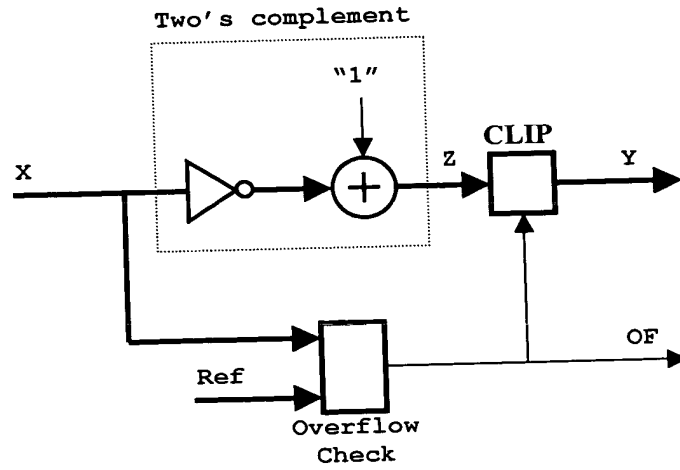 Two's complement
"1"
CLIP
X
Z
Y
OF
Ref
Overflow
Check